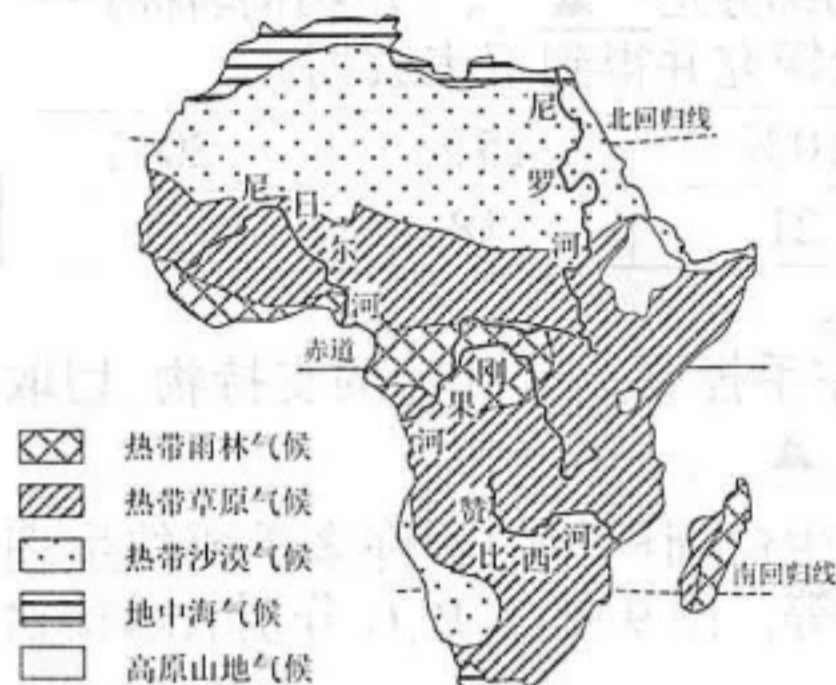 北回归线
尼
罗
河
尼
日
尔
河
赤道
刚
果
河
赞
比
西
河
南回归线
热带雨林气候
热带草原气候
热带沙漠气候
地中海气候
高原山地气候
21